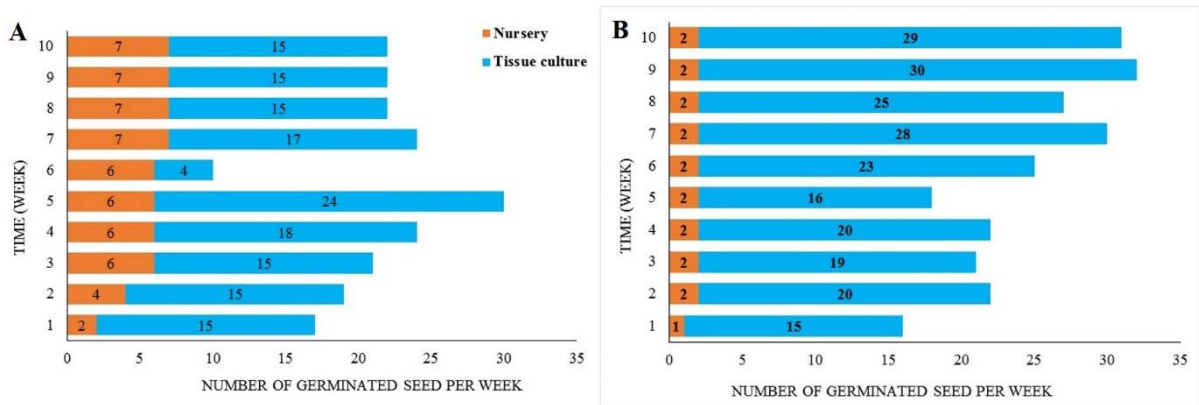 A
Nursery
Tissue culture
TIME (WEEK)
10 7 15
9 7 15
8 7 15
7 7 17
6 6 4
5 6 24
4 6 18
3 6 15
2 4 15
1 2 15
0 5 10 15 20 25 30 35
NUMBER OF GERMINATED SEED PER WEEK
B
TIME (WEEK)
10 2 29
9 2 30
8 2 25
7 2 28
6 2 23
5 2 16
4 2 20
3 2 19
2 2 20
1 1 15
0 5 10 15 20 25 30 35
NUMBER OF GERMINATED SEED PER WEEK